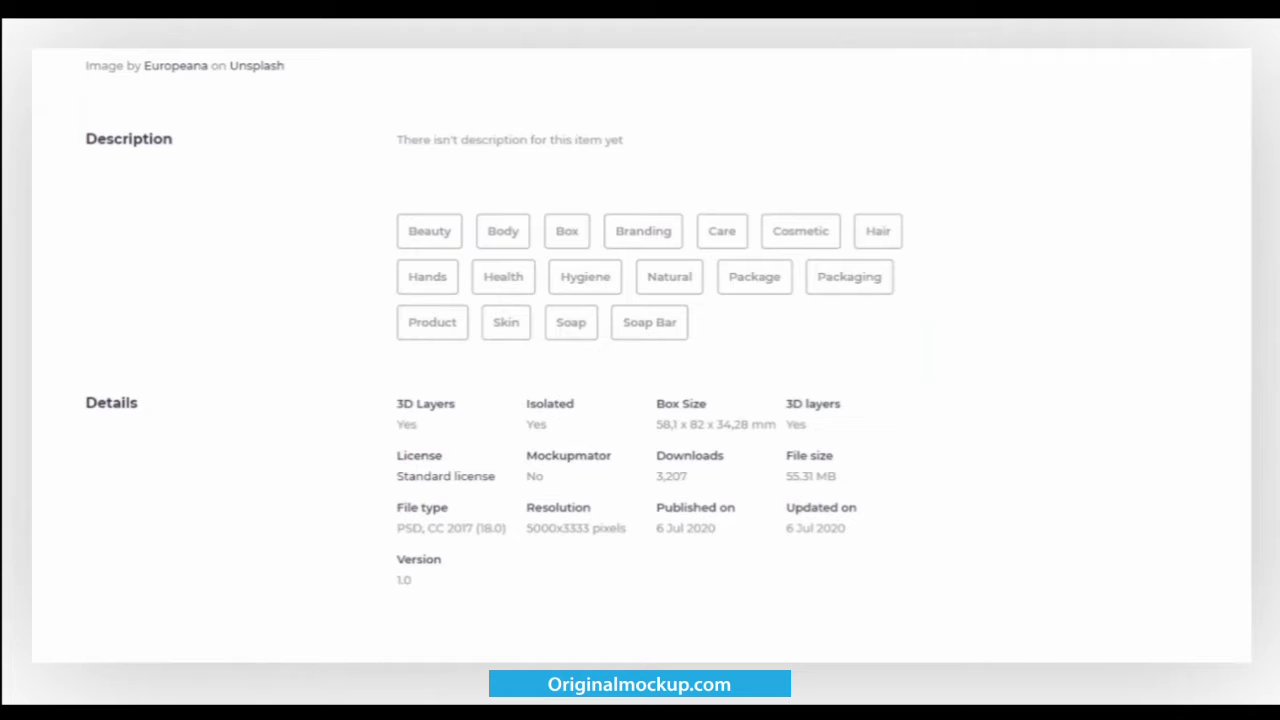 Image by Europeana on Unsplash
Description
There isn't description for this item yet
Beauty Body Box Branding Care Cosmetic Hair
Hands Health Hygiene Natural Package Packaging
Product Skin Soap Soap Bar
Details
3D Layers Isolated Box Size 3D layers
Yes Yes 58,1 x 82 x 34,28 mm Yes
License Mockupmator Downloads File size
Standard license No 3,207 55.31 MB
File type Resolution Published on Updated on
PSD, CC 2017 (18.0) 5000x3333 pixels 6 Jul 2020 6 Jul 2020
Version
1.0
Originalmockup.com